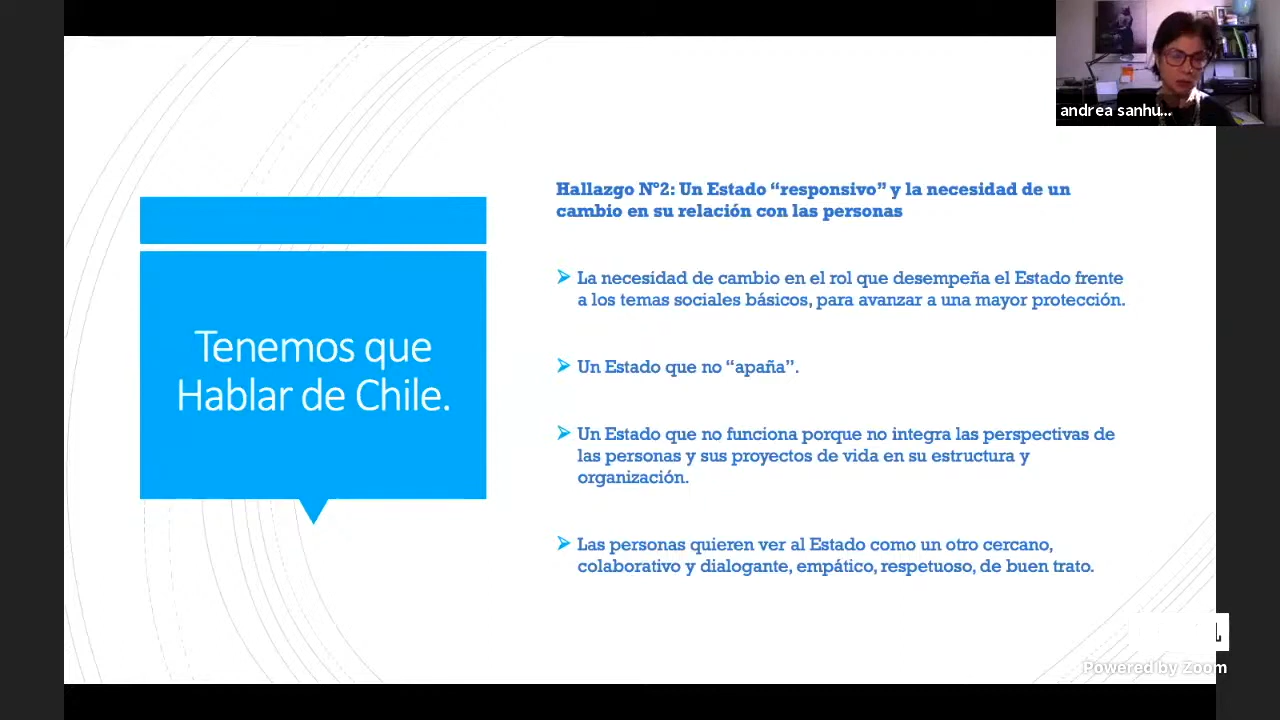 andrea sanhú...
Hallazgo Nº2: Un Estado “responsivo” y la necesidad de un
cambio en su relación con las personas
Tenemos que
Hablar de Chile.
➢ La necesidad de cambio en el rol que desempeña el Estado frente
a los temas sociales básicos, para avanzar a una mayor protección.
➢ Un Estado que no “apaña”.
➢ Un Estado que no funciona porque no integra las perspectivas de
las personas y sus proyectos de vida en su estructura y
organización.
➢ Las personas quieren ver al Estado como un otro cercano,
colaborativo y dialogante, empático, respetuoso, de buen trato.
Powered by Zoom